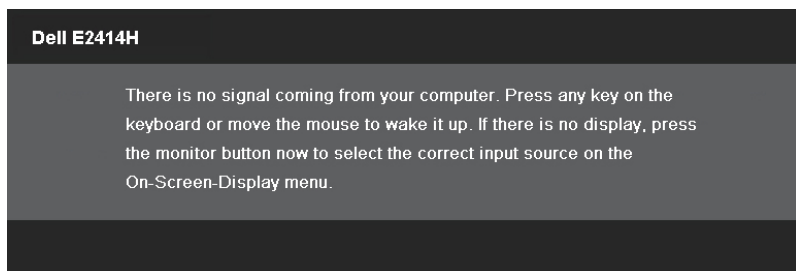 Dell E2414H
There is no signal coming from your computer. Press any key on the
keyboard or move the mouse to wake it up. If there is no display, press
the monitor button now to select the correct input source on the
On-Screen-Display menu.